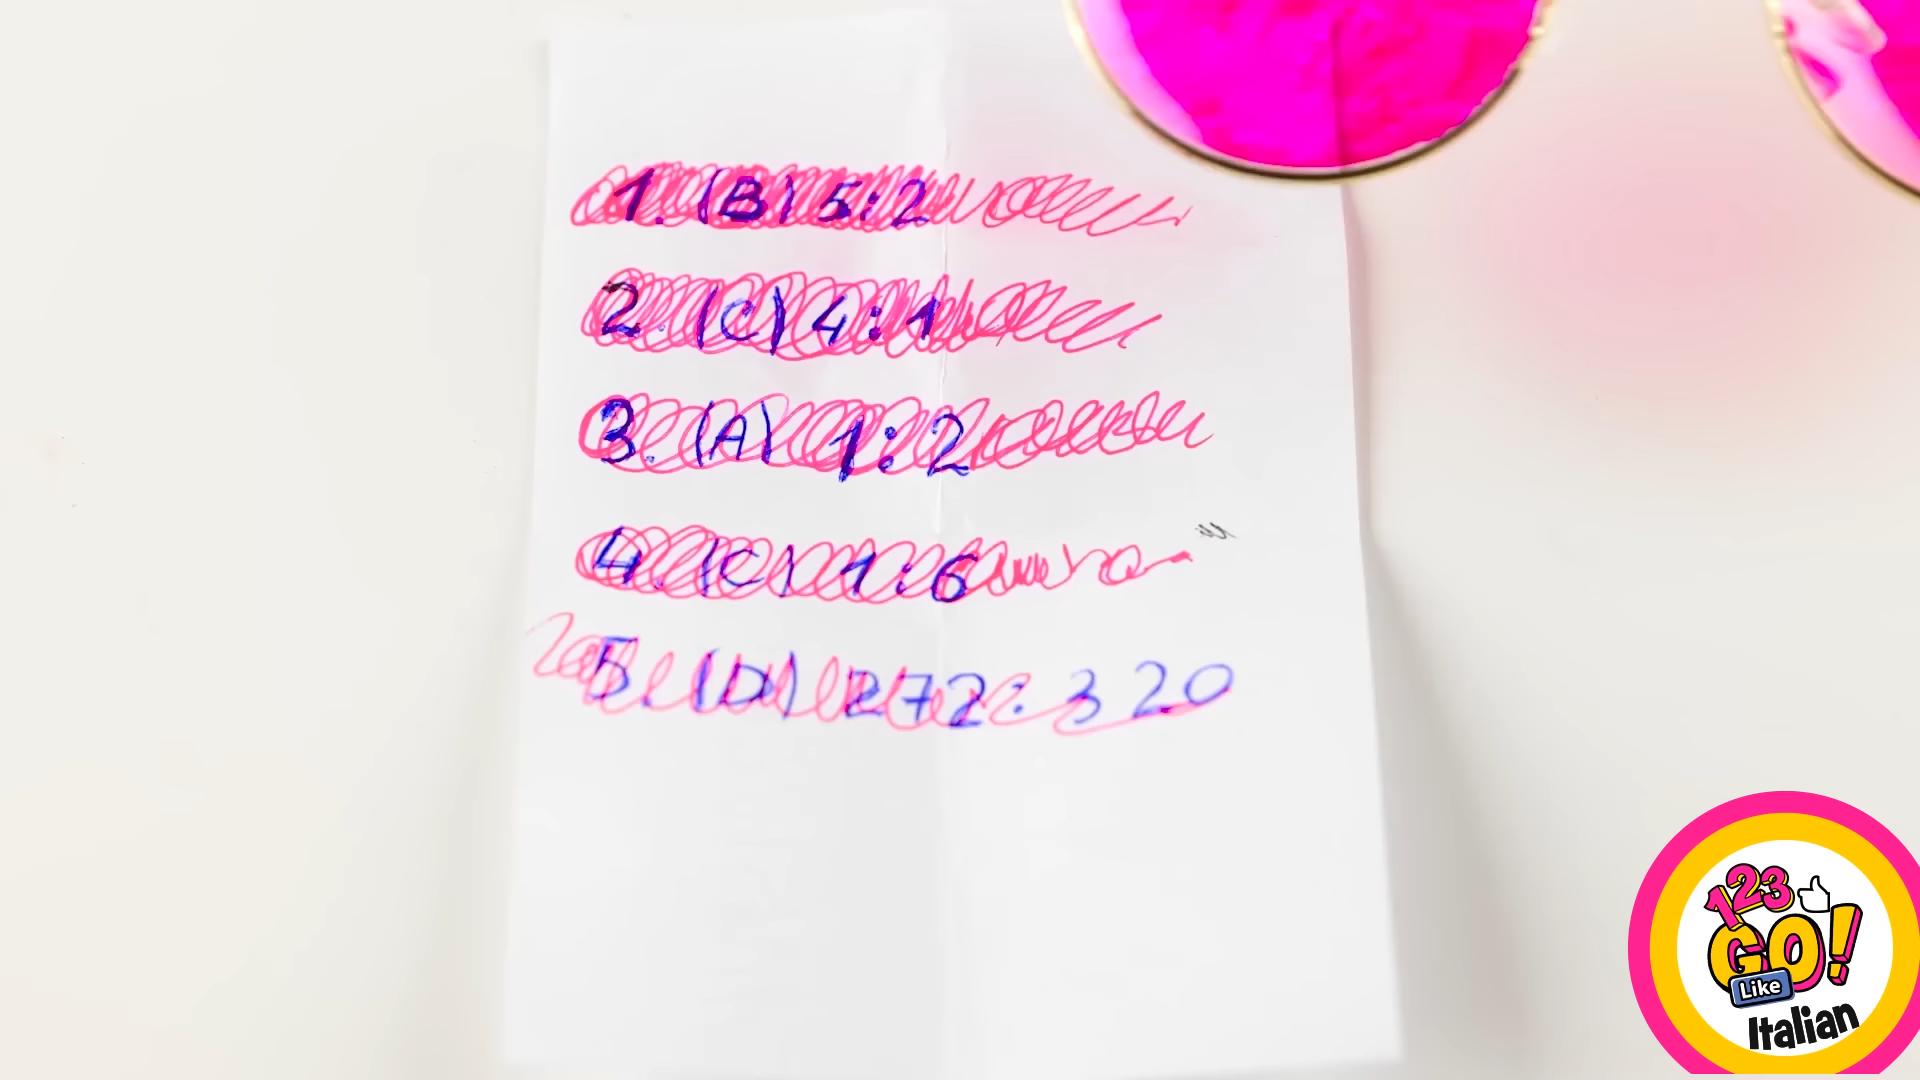 1. (B) 5:2
2. (C) 4:1
3. (A) 1:2
4. (C) 1:6
5. (D) 272:320
123
GO!
Like
Italian